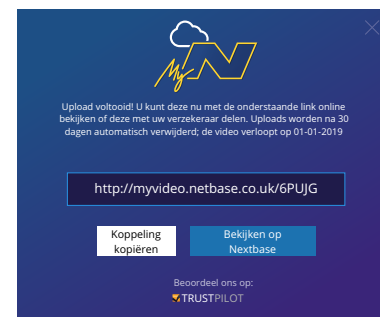 My N
Upload voltooid! U kunt deze nu met de onderstaande link online
bekijken of deze met uw verzekeraar delen. Uploads worden na 30
dagen automatisch verwijderd; de video verloopt op 01-01-2019
http://myvideo.netbase.co.uk/6PUJG
Koppeling
kopiëren
Bekijken op
Nextbase
Beoordeel ons op:
TRUSTPILOT